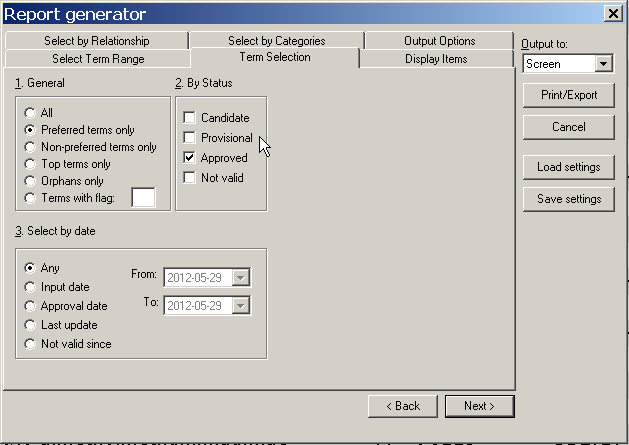 Report generator
Select by Relationship
Select by Categories
Output Options
Select Term Range
Term Selection
Display Items
Output to:
Screen
Print/Export
Cancel
Load settings
Save settings
1. General
All
Preferred terms only
Non-preferred terms only
Top terms only
Orphans only
Terms with flag:
2. By Status
Candidate
Provisional
Approved
Not valid
3. Select by date
Any
Input date
Approval date
Last update
Not valid since
From:
2012-05-29
To:
2012-05-29
< Back
Next >